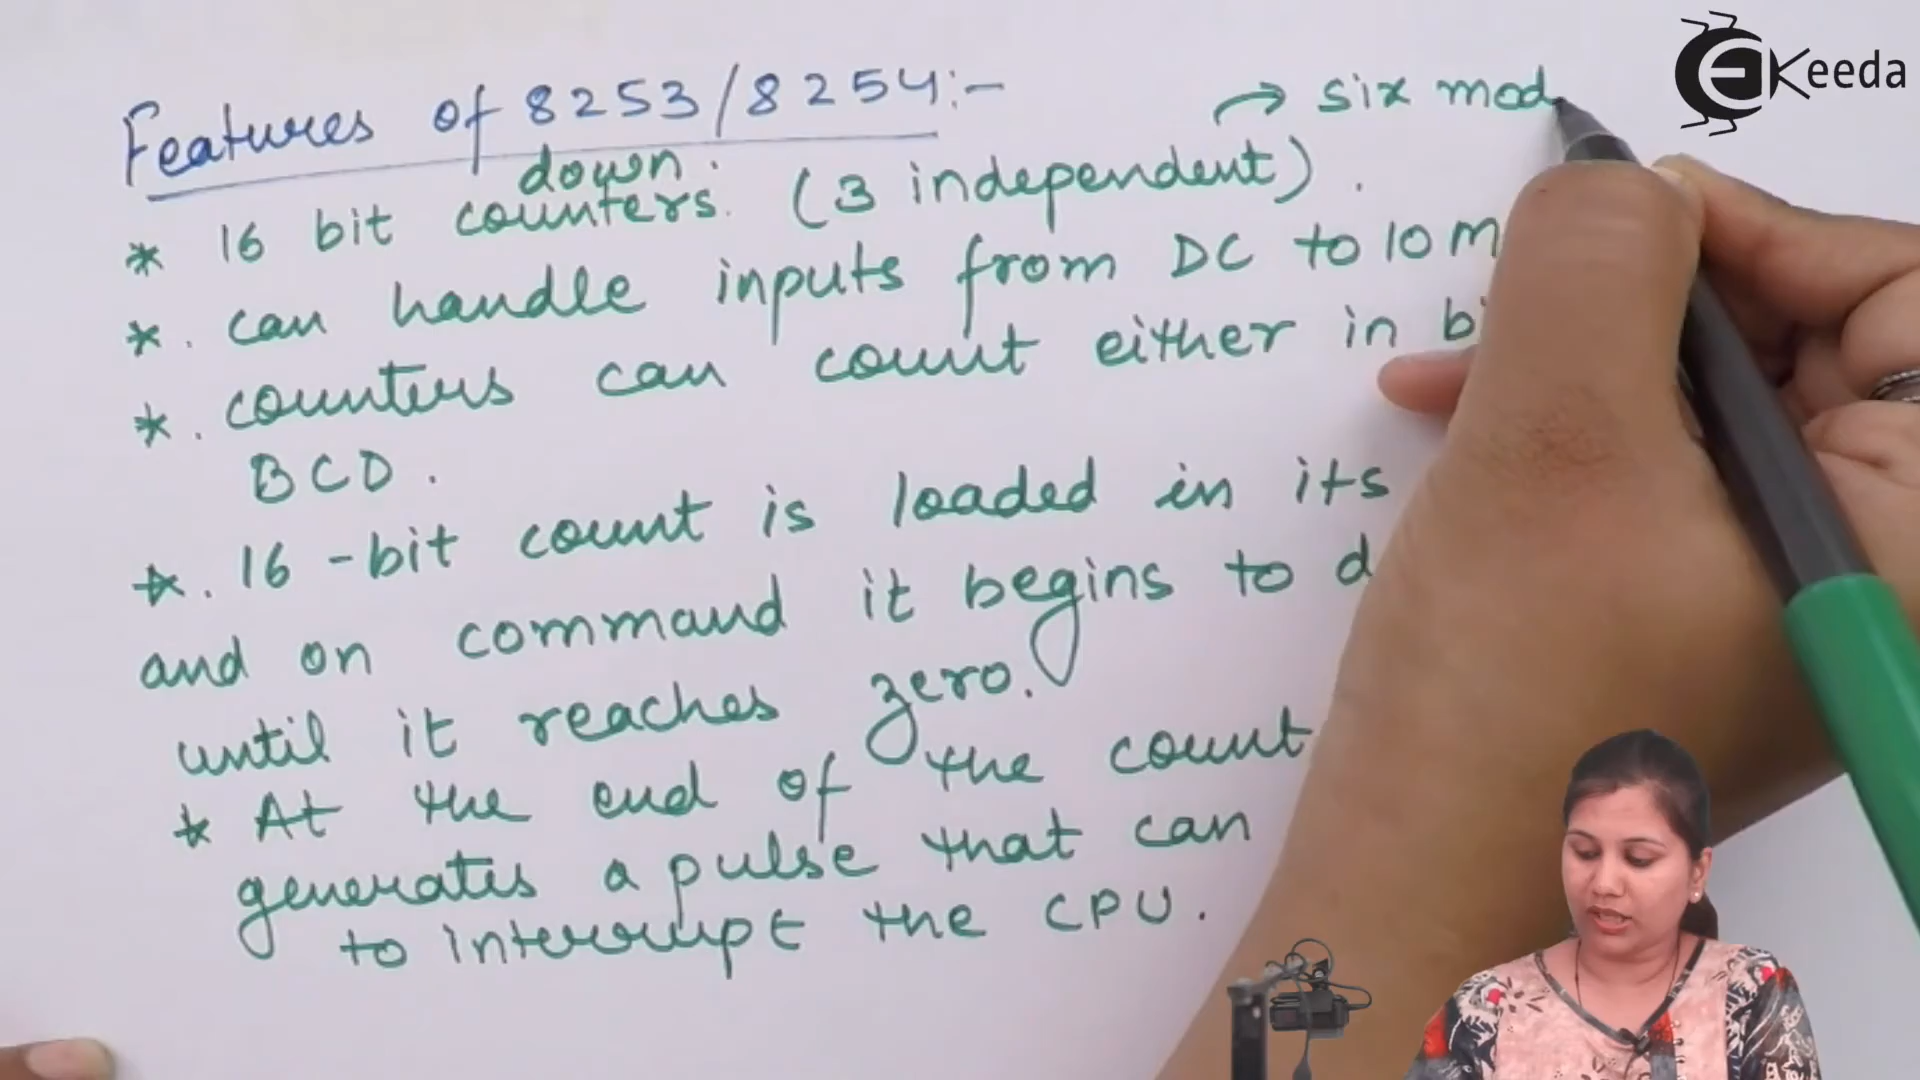 EKeeda
Features of 8253/8254:-
→ six mod
down
* 16 bit counters. (3 independent).
*. can handle inputs from DC to 10 M
*. counters can count either in bi
BCD.
*. 16-bit count is loaded in its
and on command it begins to d
until it reaches zero.
* At the end of the count
generates a pulse that can
to interrupt the CPU.